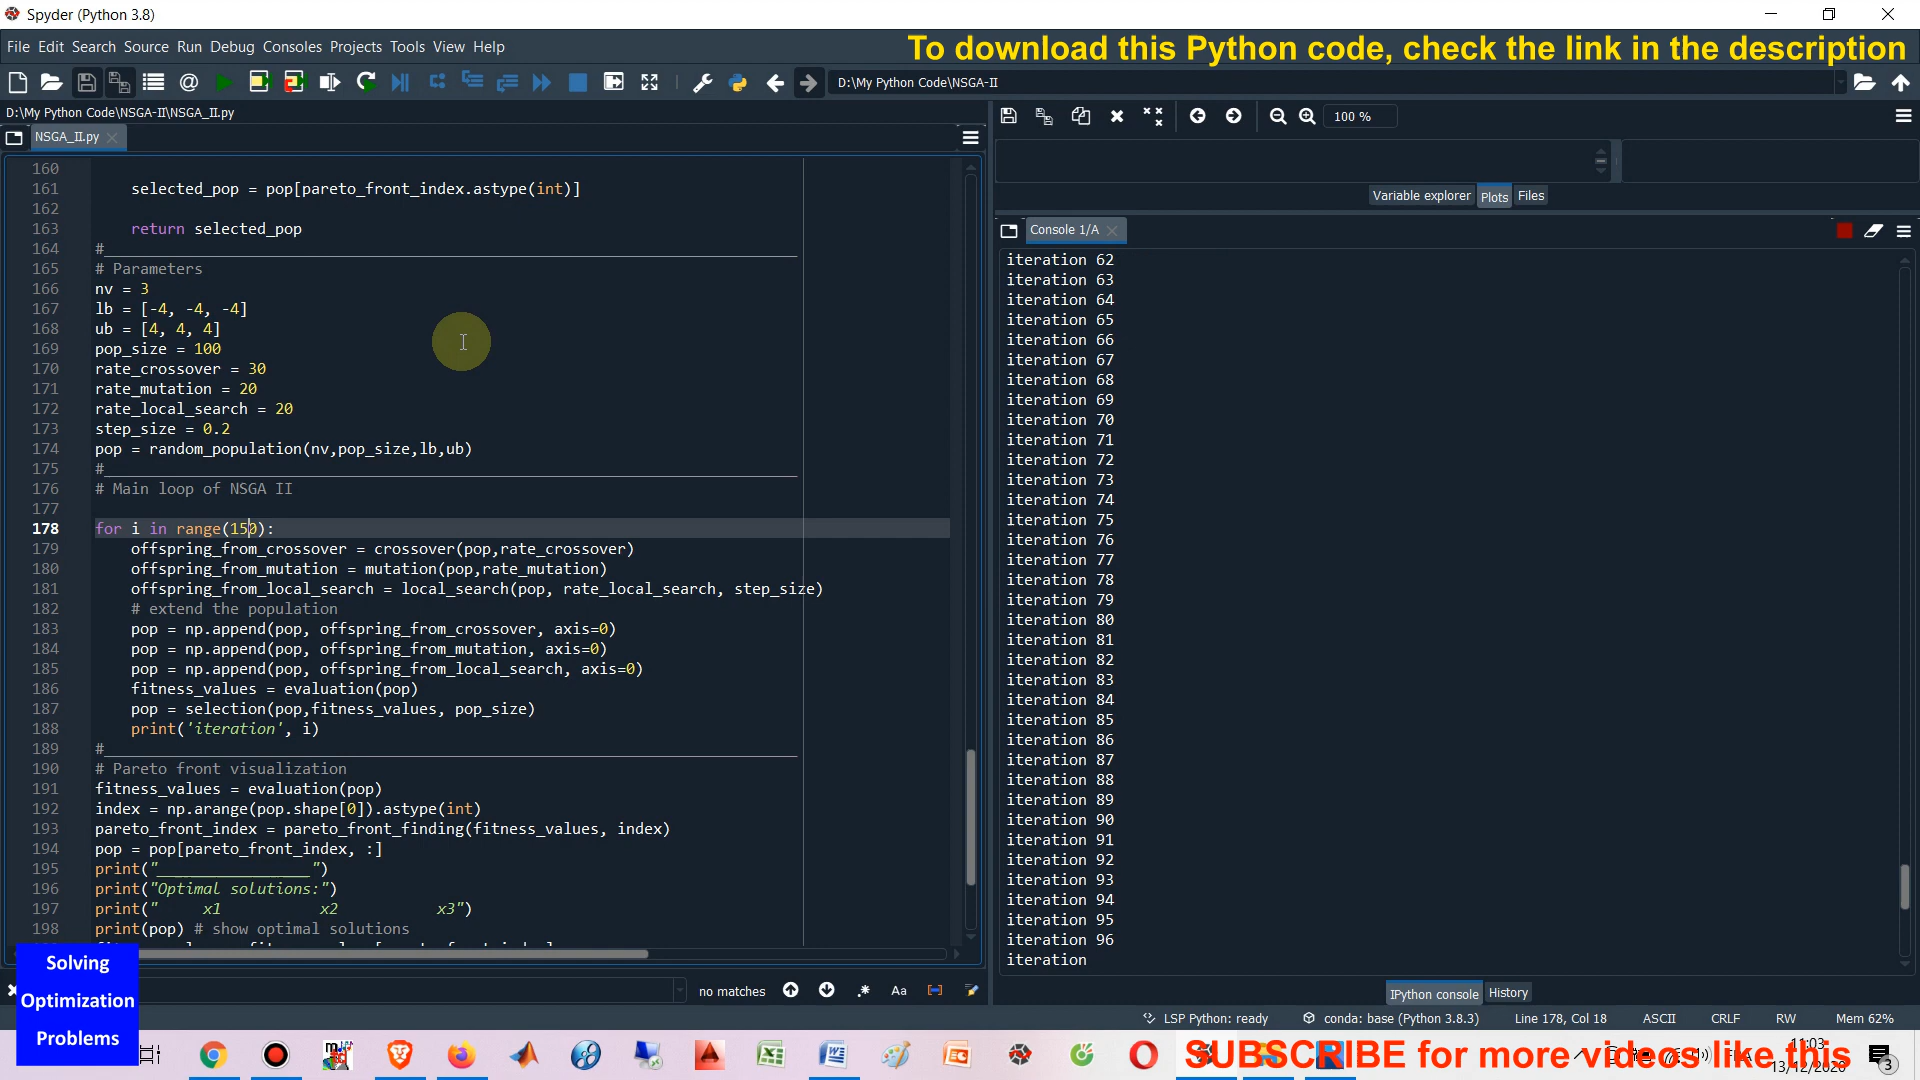 Spyder (Python 3.8)
File Edit Search Source Run Debug Consoles Projects Tools View Help
To download this Python code, check the link in the description
D:\My Python Code\NSGA-II
D:\My Python Code\NSGA-II\NSGA_II.py
100 %
NSGA_II.py
Variable explorer Plots Files
Console 1/A
160
161 selected_pop = pop[pareto_front_index.astype(int)]
162
163 return selected_pop
164 #
165 # Parameters
166 nv = 3
167 lb = [-4, -4, -4]
168 ub = [4, 4, 4]
169 pop_size = 100
170 rate_crossover = 30
171 rate_mutation = 20
172 rate_local_search = 20
173 step_size = 0.2
174 pop = random_population(nv,pop_size,lb,ub)
175 #
176 # Main loop of NSGA II
177
178 for i in range(150):
179 offspring_from_crossover = crossover(pop,rate_crossover)
180 offspring_from_mutation = mutation(pop,rate_mutation)
181 offspring_from_local_search = local_search(pop, rate_local_search, step_size)
182 # extend the population
183 pop = np.append(pop, offspring_from_crossover, axis=0)
184 pop = np.append(pop, offspring_from_mutation, axis=0)
185 pop = np.append(pop, offspring_from_local_search, axis=0)
186 fitness_values = evaluation(pop)
187 pop = selection(pop,fitness_values, pop_size)
188 print('iteration', i)
189 #
190 # Pareto front visualization
191 fitness_values = evaluation(pop)
192 index = np.arange(pop.shape[0]).astype(int)
193 pareto_front_index = pareto_front_finding(fitness_values, index)
194 pop = pop[pareto_front_index, :]
195 print("_________________")
196 print("Optimal solutions:")
197 print(" x1 x2 x3")
198 print(pop) # show optimal solutions
iteration 62
iteration 63
iteration 64
iteration 65
iteration 66
iteration 67
iteration 68
iteration 69
iteration 70
iteration 71
iteration 72
iteration 73
iteration 74
iteration 75
iteration 76
iteration 77
iteration 78
iteration 79
iteration 80
iteration 81
iteration 82
iteration 83
iteration 84
iteration 85
iteration 86
iteration 87
iteration 88
iteration 89
iteration 90
iteration 91
iteration 92
iteration 93
iteration 94
iteration 95
iteration 96
iteration
Solving
Optimization
Problems
no matches
Aa
IPython console History
LSP Python: ready conda: base (Python 3.8.3) Line 178, Col 18 ASCII CRLF RW Mem 62%
SUBSCRIBE for more videos like this
11:03
13/12/2020
3